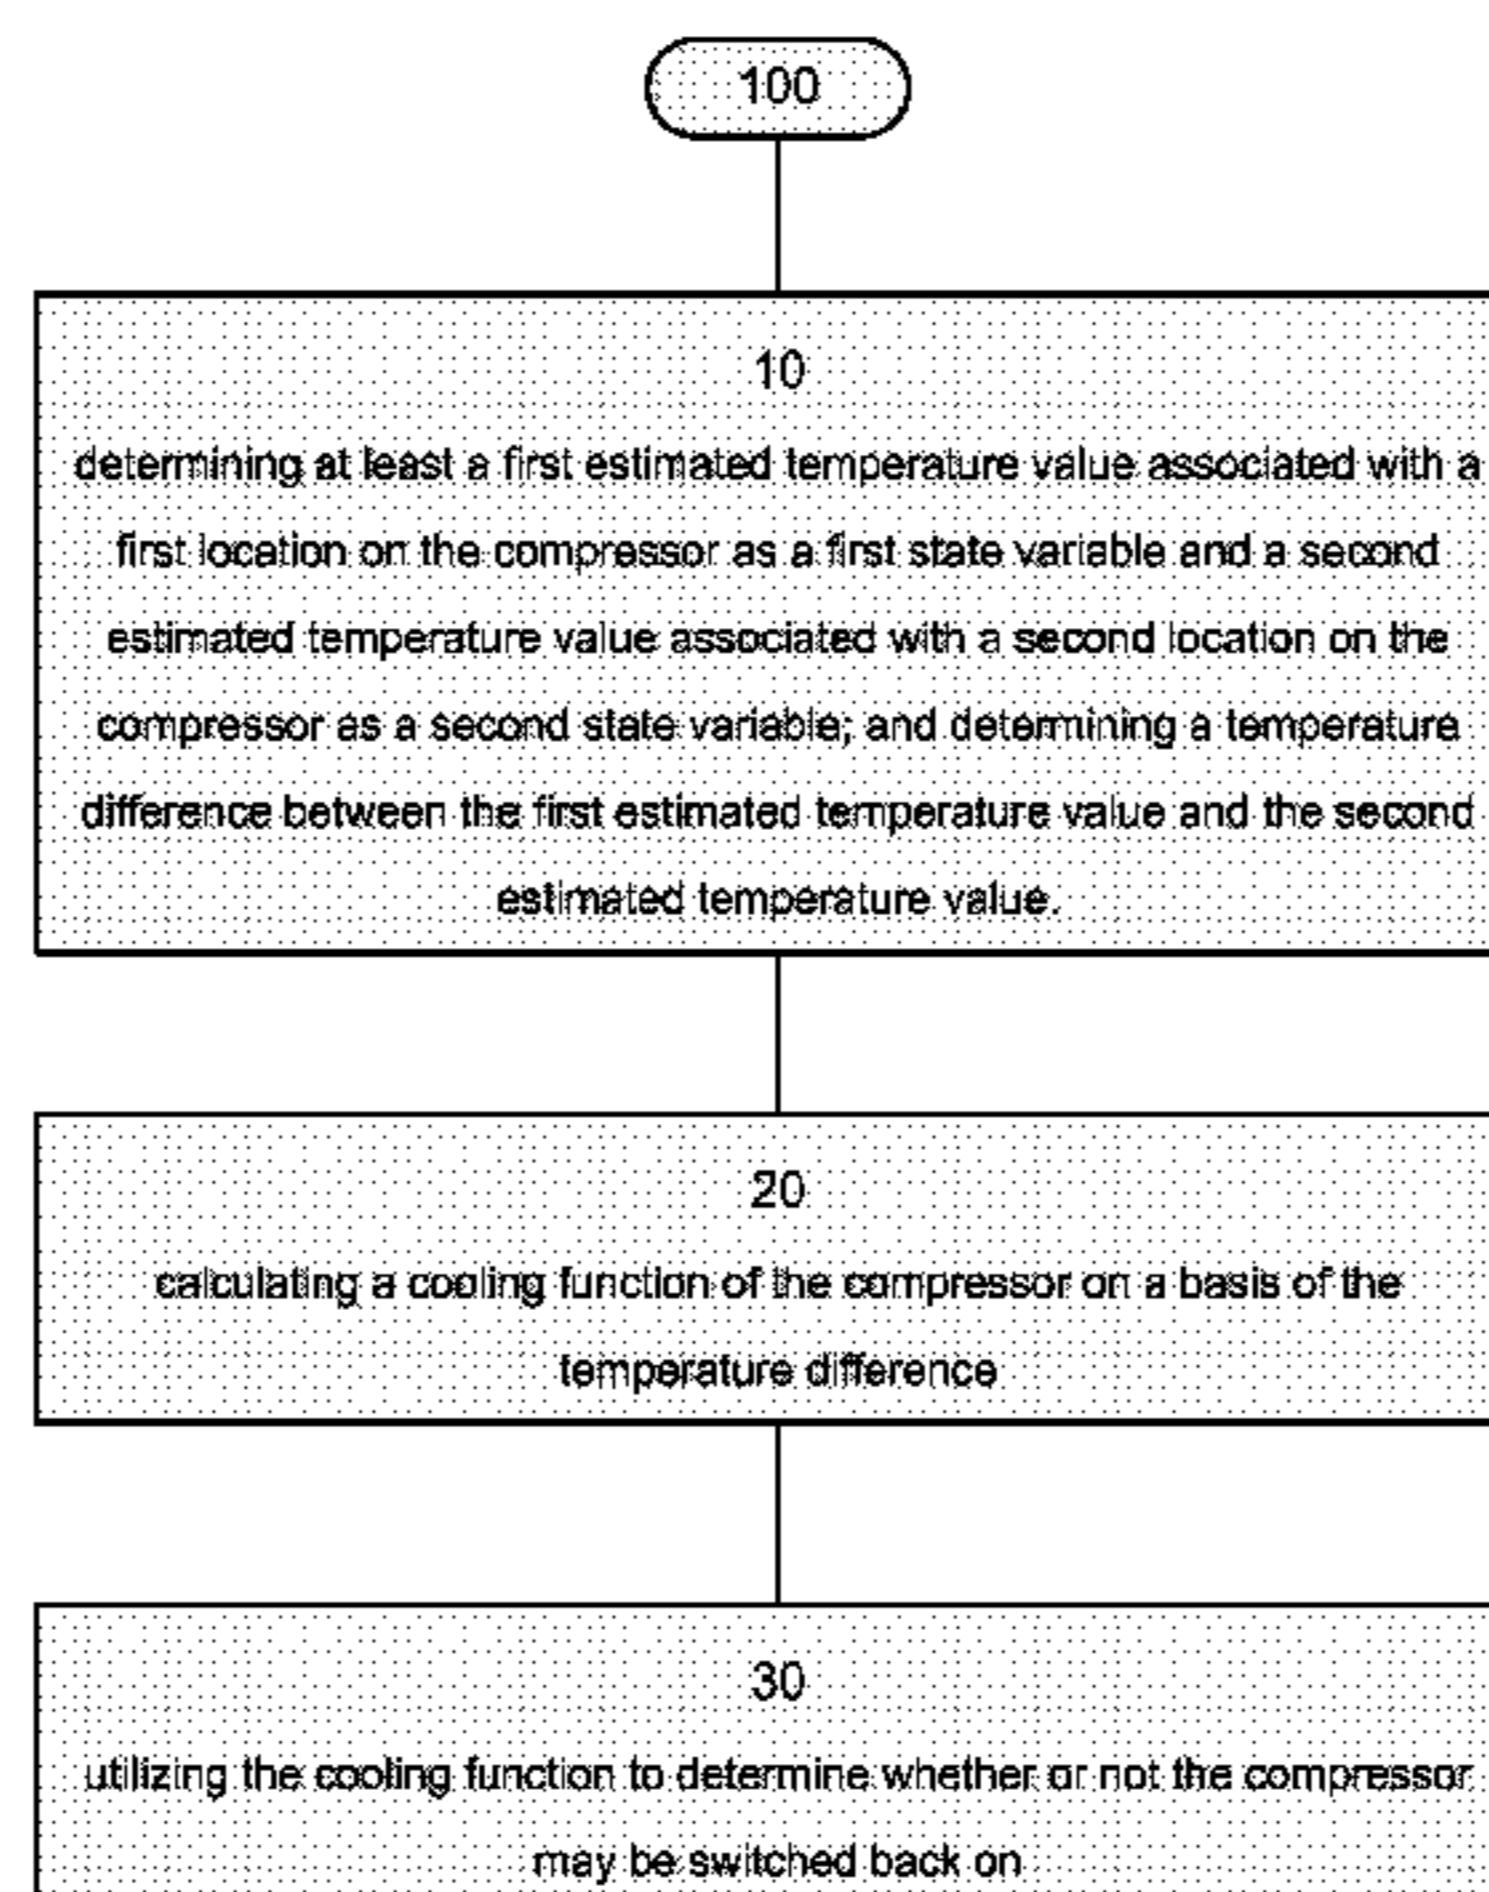 100
10
determining at least a first estimated temperature value associated with a
first location on the compressor as a first state variable and a second
estimated temperature value associated with a second location on the
compressor as a second state variable; and determining a temperature
difference between the first estimated temperature value and the second
estimated temperature value.
20
calculating a cooling function of the compressor on a basis of the
temperature difference
30
utilizing the cooling function to determine whether or not the compressor
may be switched back on